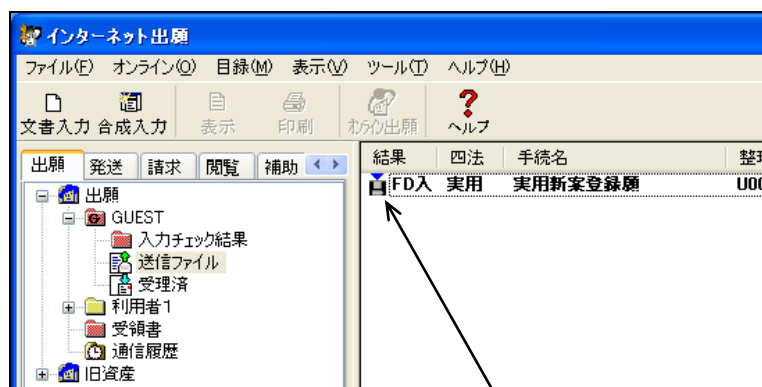 インターネット出願
ファイル(F) オンライン(O) 目録(M) 表示(V) ツール(T) ヘルプ(H)
文書入力 合成入力 表示 印刷 オンライン出願 ヘルプ
出願 発送 請求 閲覧 補助
結果 四法 手続名
FD入 実用 実用新案登録願 U00
出願
GUEST
入力チェック結果
送信ファイル
受理済
利用者1
受領書
通信履歴
旧資産